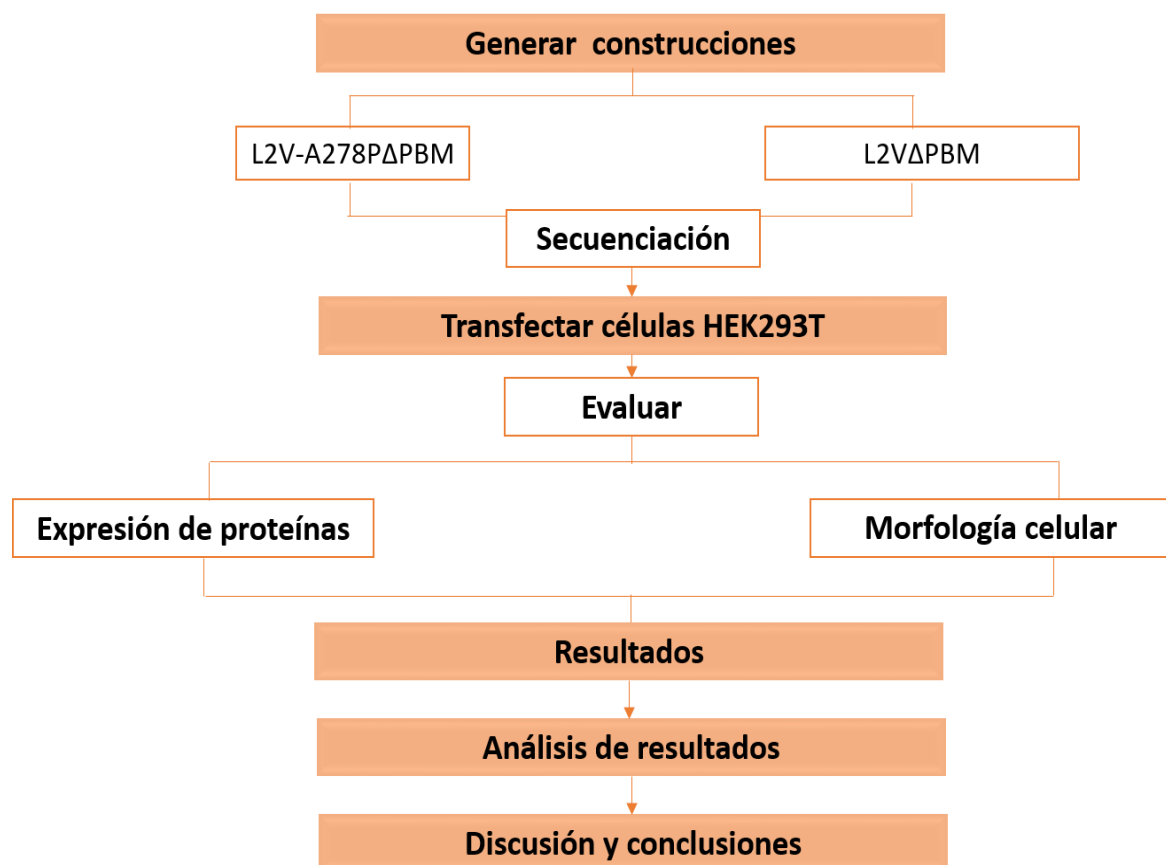 Generar construcciones
L2V-A278PΔPBM
L2VΔPBM
Secuenciación
Transfectar células HEK293T
Evaluar
Expresión de proteínas
Morfología celular
Resultados
Análisis de resultados
Discusión y conclusiones